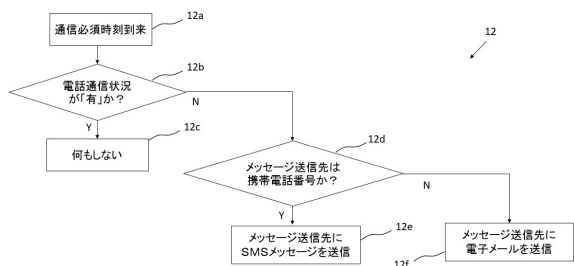 12a
通信必須時刻到来
12
12b
電話通信状況
が「有」か？
N
Y
12c
何もしない
12d
メッセージ送信先は
携帯電話番号か？
N
Y
12e
メッセージ送信先に
SMSメッセージを送信
メッセージ送信先に
電子メールを送信
12f